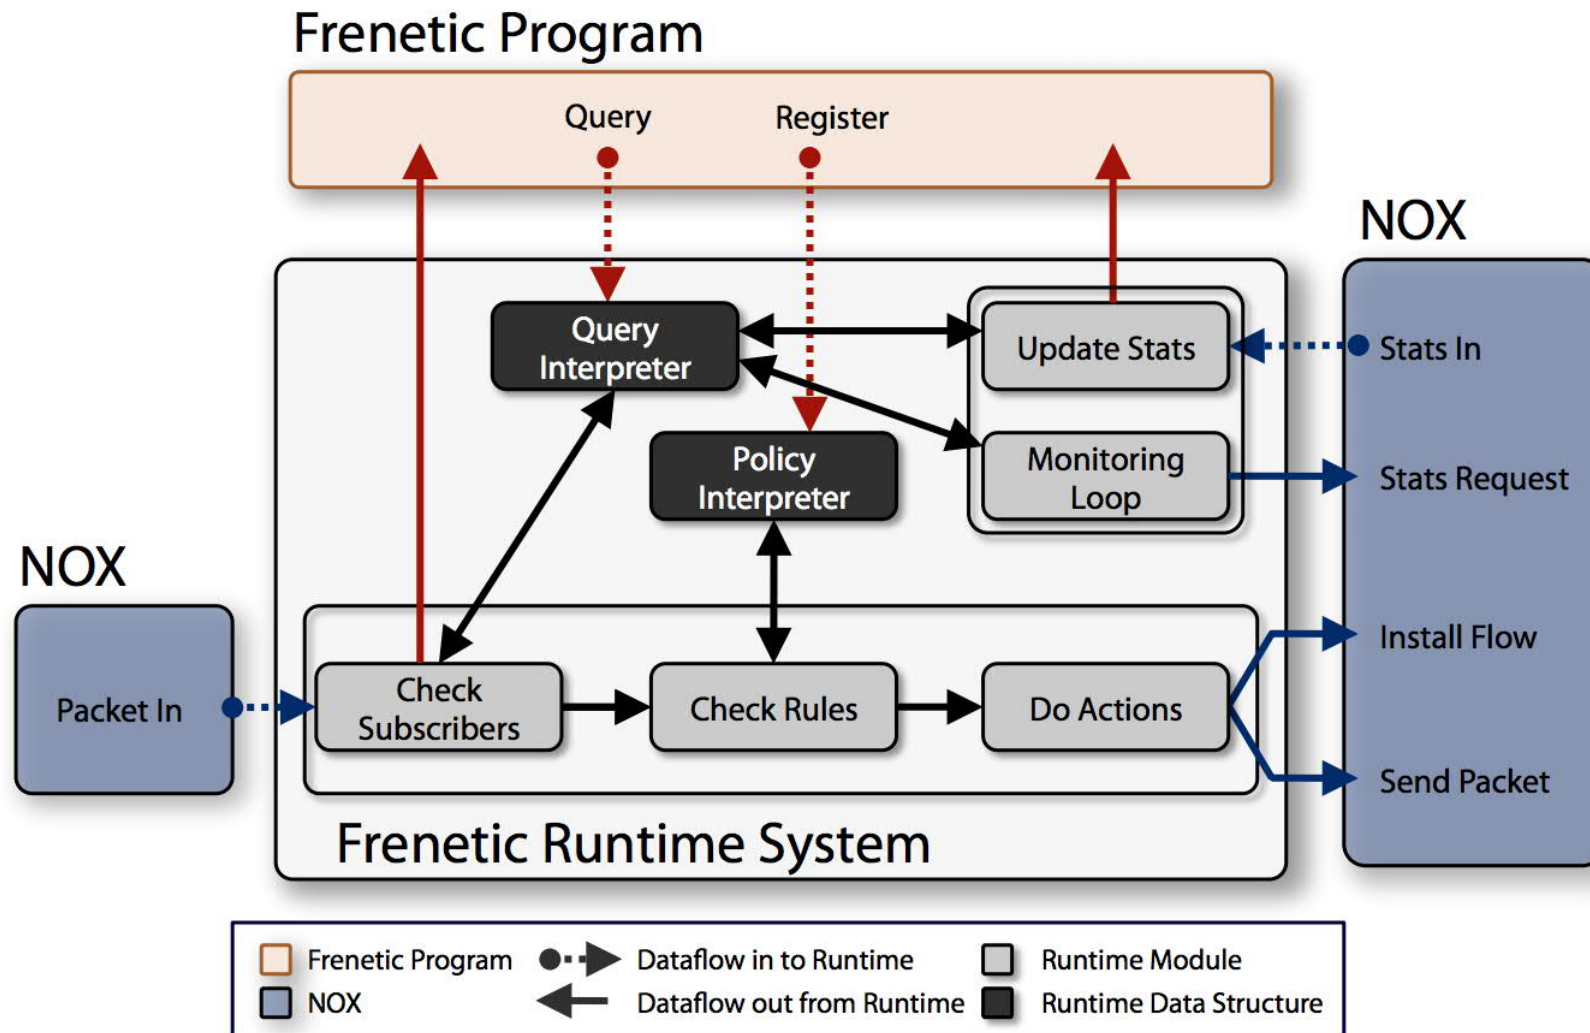 Frenetic Program
Query
Register
NOX
Query
Interpreter
Update Stats
Stats In
Policy
Interpreter
Monitoring
Loop
Stats Request
NOX
Packet In
Check
Subscribers
Check Rules
Do Actions
Install Flow
Send Packet
Frenetic Runtime System
Frenetic Program
Dataflow in to Runtime
Runtime Module
NOX
Dataflow out from Runtime
Runtime Data Structure